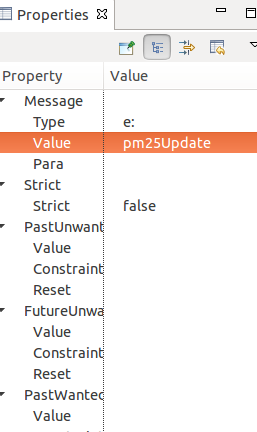 Properties
Property Value
Message
Type e:
Value pm25Update
Para
Strict
Strict false
PastUnwant
Value
Constraint
Reset
FutureUnwa
Value
Constraint
Reset
PastWanted
Value